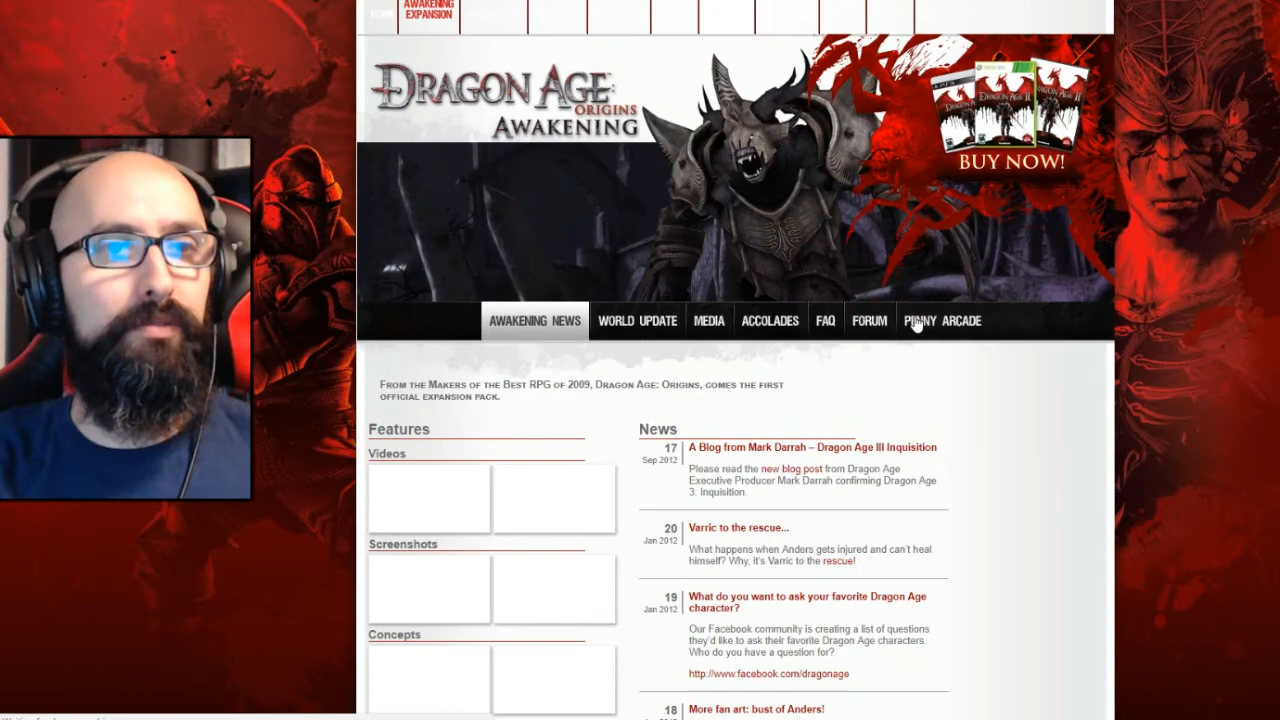 HOME
AWAKENING
EXPANSION
DRAGON AGE
ORIGINS
AWAKENING
DRAGON AGE II
BUY NOW!
AWAKENING NEWS
WORLD UPDATE
MEDIA
ACCOLADES
FAQ
FORUM
PENNY ARCADE
From the Makers of the Best RPG of 2009, Dragon Age: Origins, comes the first
official expansion pack.
Features
Videos
Screenshots
Concepts
News
17
Sep 2012
A Blog from Mark Darrah – Dragon Age III Inquisition
Please read the new blog post from Dragon Age
Executive Producer Mark Darrah confirming Dragon Age
3: Inquisition.
20
Jan 2012
Varric to the rescue...
What happens when Anders gets injured and can't heal
himself? Why, it's Varric to the rescue!
19
Jan 2012
What do you want to ask your favorite Dragon Age
character?
Our Facebook community is creating a list of questions
they'd like to ask their favorite Dragon Age characters.
Who do you have a question for?
http://www.facebook.com/dragonage
18
More fan art: bust of Anders!